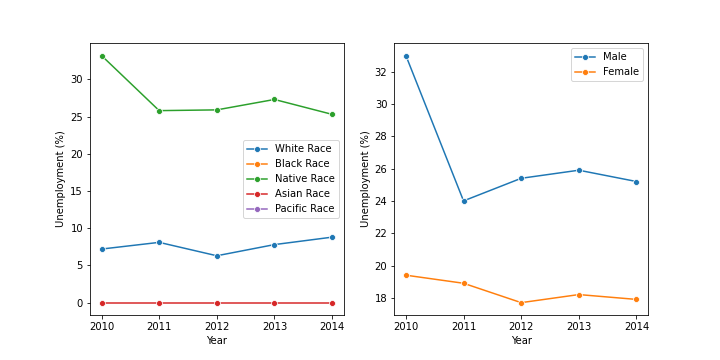 Unemployment (%)
30
25
20
15
10
5
0
White Race
Black Race
Native Race
Asian Race
Pacific Race
2010 2011 2012 2013 2014
Year
Unemployment (%)
32
30
28
26
24
22
20
18
Male
Female
2010 2011 2012 2013 2014
Year